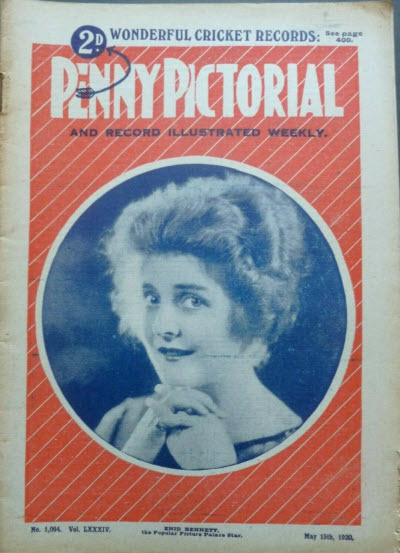 2D. WONDERFUL CRICKET RECORDS: See page 400.
PENNY PICTORIAL
AND RECORD ILLUSTRATED WEEKLY.
No. 1,094. Vol. LXXXIV.
ENID BENNETT,
the Popular Picture Palace Star.
May 15th, 1920.